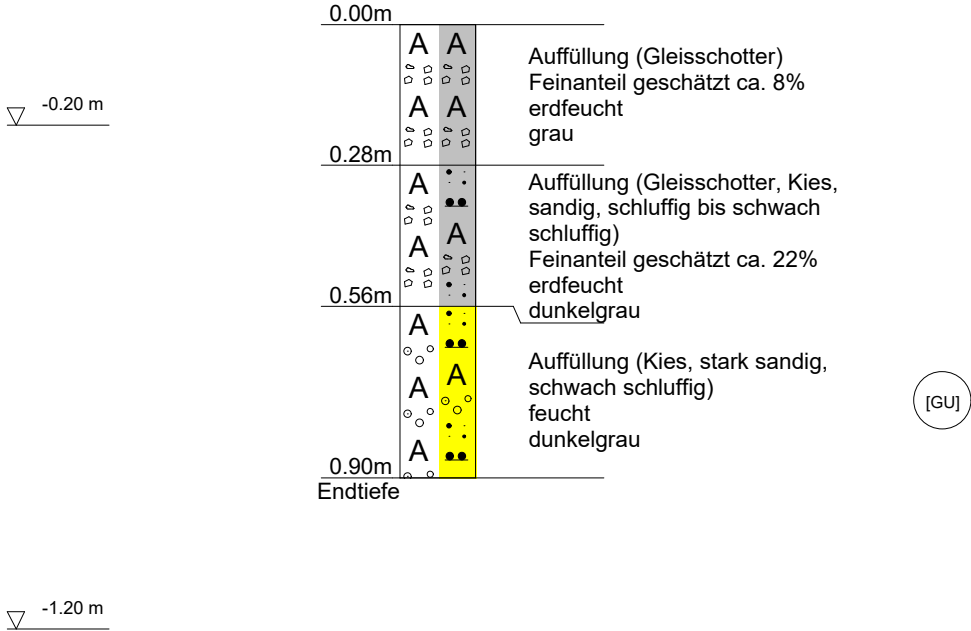 0.00m
A A
Auffüllung (Gleisschotter)
Feinanteil geschätzt ca. 8%
erdfeucht
grau
-0.20 m
A A
0.28m
A
Auffüllung (Gleisschotter, Kies,
sandig, schluffig bis schwach
schluffig)
Feinanteil geschätzt ca. 22%
erdfeucht
dunkelgrau
A
A
0.56m
A
Auffüllung (Kies, stark sandig,
schwach schluffig)
feucht
dunkelgrau
A
A
[GU]
A
0.90m
Endtiefe
-1.20 m